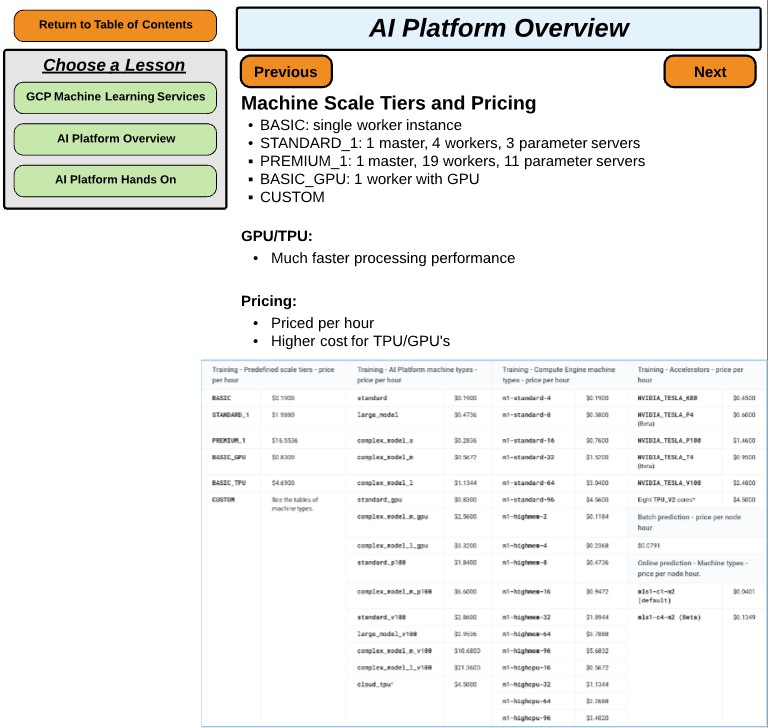 Return to Table of Contents
Choose a Lesson
GCP Machine Learning Services
AI Platform Overview
AI Platform Hands On
AI Platform Overview
Previous
Next
Machine Scale Tiers and Pricing
• BASIC: single worker instance
• STANDARD_1: 1 master, 4 workers, 3 parameter servers
▪ PREMIUM_1: 1 master, 19 workers, 11 parameter servers
▪ BASIC_GPU: 1 worker with GPU
▪ CUSTOM
GPU/TPU:
• Much faster processing performance
Pricing:
• Priced per hour
• Higher cost for TPU/GPU's
Training - Predefined scale tiers - price
per hour
BASIC $0.1900
STANDARD_1 $1.9880
PREMIUM_1 $16.5536
BASIC_GPU $0.8300
BASIC_TPU $4.6900
CUSTOM See the tables of
machine types.
Training - AI Platform machine types -
price per hour
standard $0.1900
large_model $0.4736
complex_model_s $0.2836
complex_model_m $0.5672
complex_model_l $1.1344
standard_gpu $0.8300
complex_model_m_gpu $2.5600
complex_model_l_gpu $3.3200
standard_p100 $1.8400
complex_model_m_p100 $6.6000
standard_v100 $2.8600
large_model_v100 $2.9536
complex_model_m_v100 $10.6800
complex_model_l_v100 $21.3600
cloud_tpu* $4.5000
Training - Compute Engine machine
types - price per hour
n1-standard-4 $0.1900
n1-standard-8 $0.3800
n1-standard-16 $0.7600
n1-standard-32 $1.5200
n1-standard-64 $3.0400
n1-standard-96 $4.5600
n1-highmem-2 $0.1184
n1-highmem-4 $0.2368
n1-highmem-8 $0.4736
n1-highmem-16 $0.9472
n1-highmem-32 $1.8944
n1-highmem-64 $3.7888
n1-highmem-96 $5.6832
n1-highcpu-16 $0.5672
n1-highcpu-32 $1.1344
n1-highcpu-64 $2.2688
n1-highcpu-96 $3.4020
Training - Accelerators - price per
hour
NVIDIA_TESLA_K80 $0.4500
NVIDIA_TESLA_P4 $0.6000
(Beta)
NVIDIA_TESLA_P100 $1.4600
NVIDIA_TESLA_T4 $0.9500
(Beta)
NVIDIA_TESLA_V100 $2.4800
Eight TPU_V2 cores* $4.5000
Batch prediction - price per node
hour
$0.0791
Online prediction - Machine types -
price per node hour.
mls1-c1-m2 $0.0401
(default)
mls1-c4-m2 (Beta) $0.1349